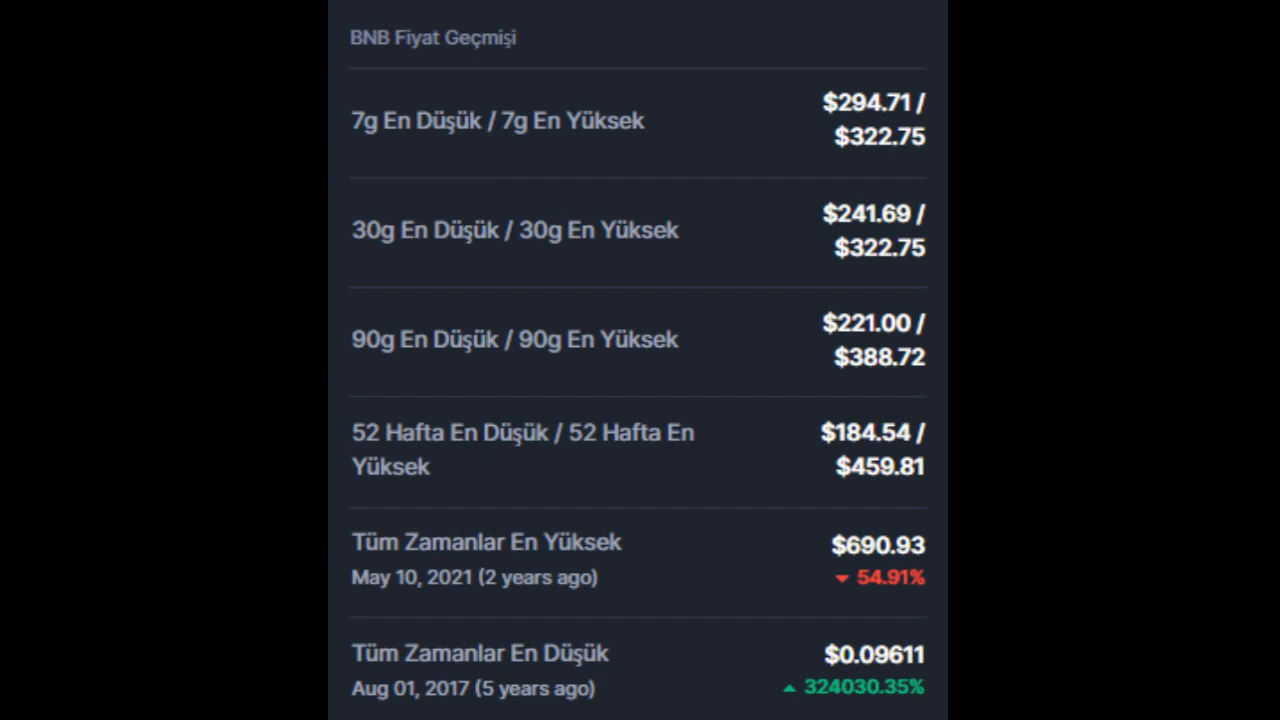 BNB Fiyat Geçmişi
7g En Düşük / 7g En Yüksek
$294.71 /
$322.75
30g En Düşük / 30g En Yüksek
$241.69 /
$322.75
90g En Düşük / 90g En Yüksek
$221.00 /
$388.72
52 Hafta En Düşük / 52 Hafta En
Yüksek
$184.54 /
$459.81
Tüm Zamanlar En Yüksek
$690.93
May 10, 2021 (2 years ago)
54.91%
Tüm Zamanlar En Düşük
$0.09611
Aug 01, 2017 (5 years ago)
324030.35%